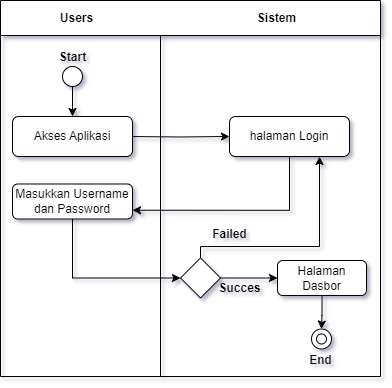 Users
Sistem
Start
Akses Aplikasi
halaman Login
Masukkan Username
dan Password
Failed
Succes
Halaman
Dasbor
End